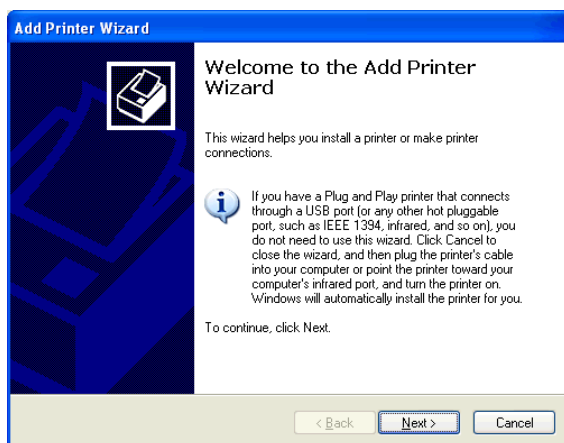 Add Printer Wizard
Welcome to the Add Printer
Wizard
This wizard helps you install a printer or make printer
connections.
If you have a Plug and Play printer that connects
through a USB port (or any other hot pluggable
port, such as IEEE 1394, infrared, and so on), you
do not need to use this wizard. Click Cancel to
close the wizard, and then plug the printer's cable
into your computer or point the printer toward your
computer's infrared port, and turn the printer on.
Windows will automatically install the printer for you.
To continue, click Next.
< Back Next > Cancel